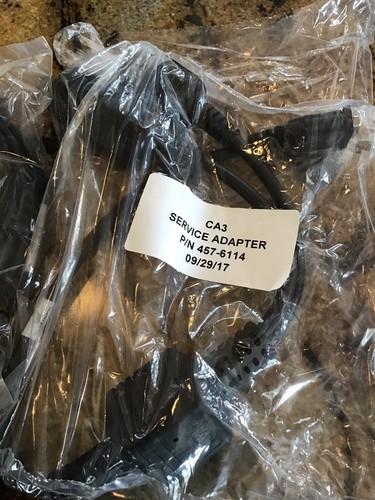 CA3
SERVICE ADAPTER
P/N 457-6114
09/29/17